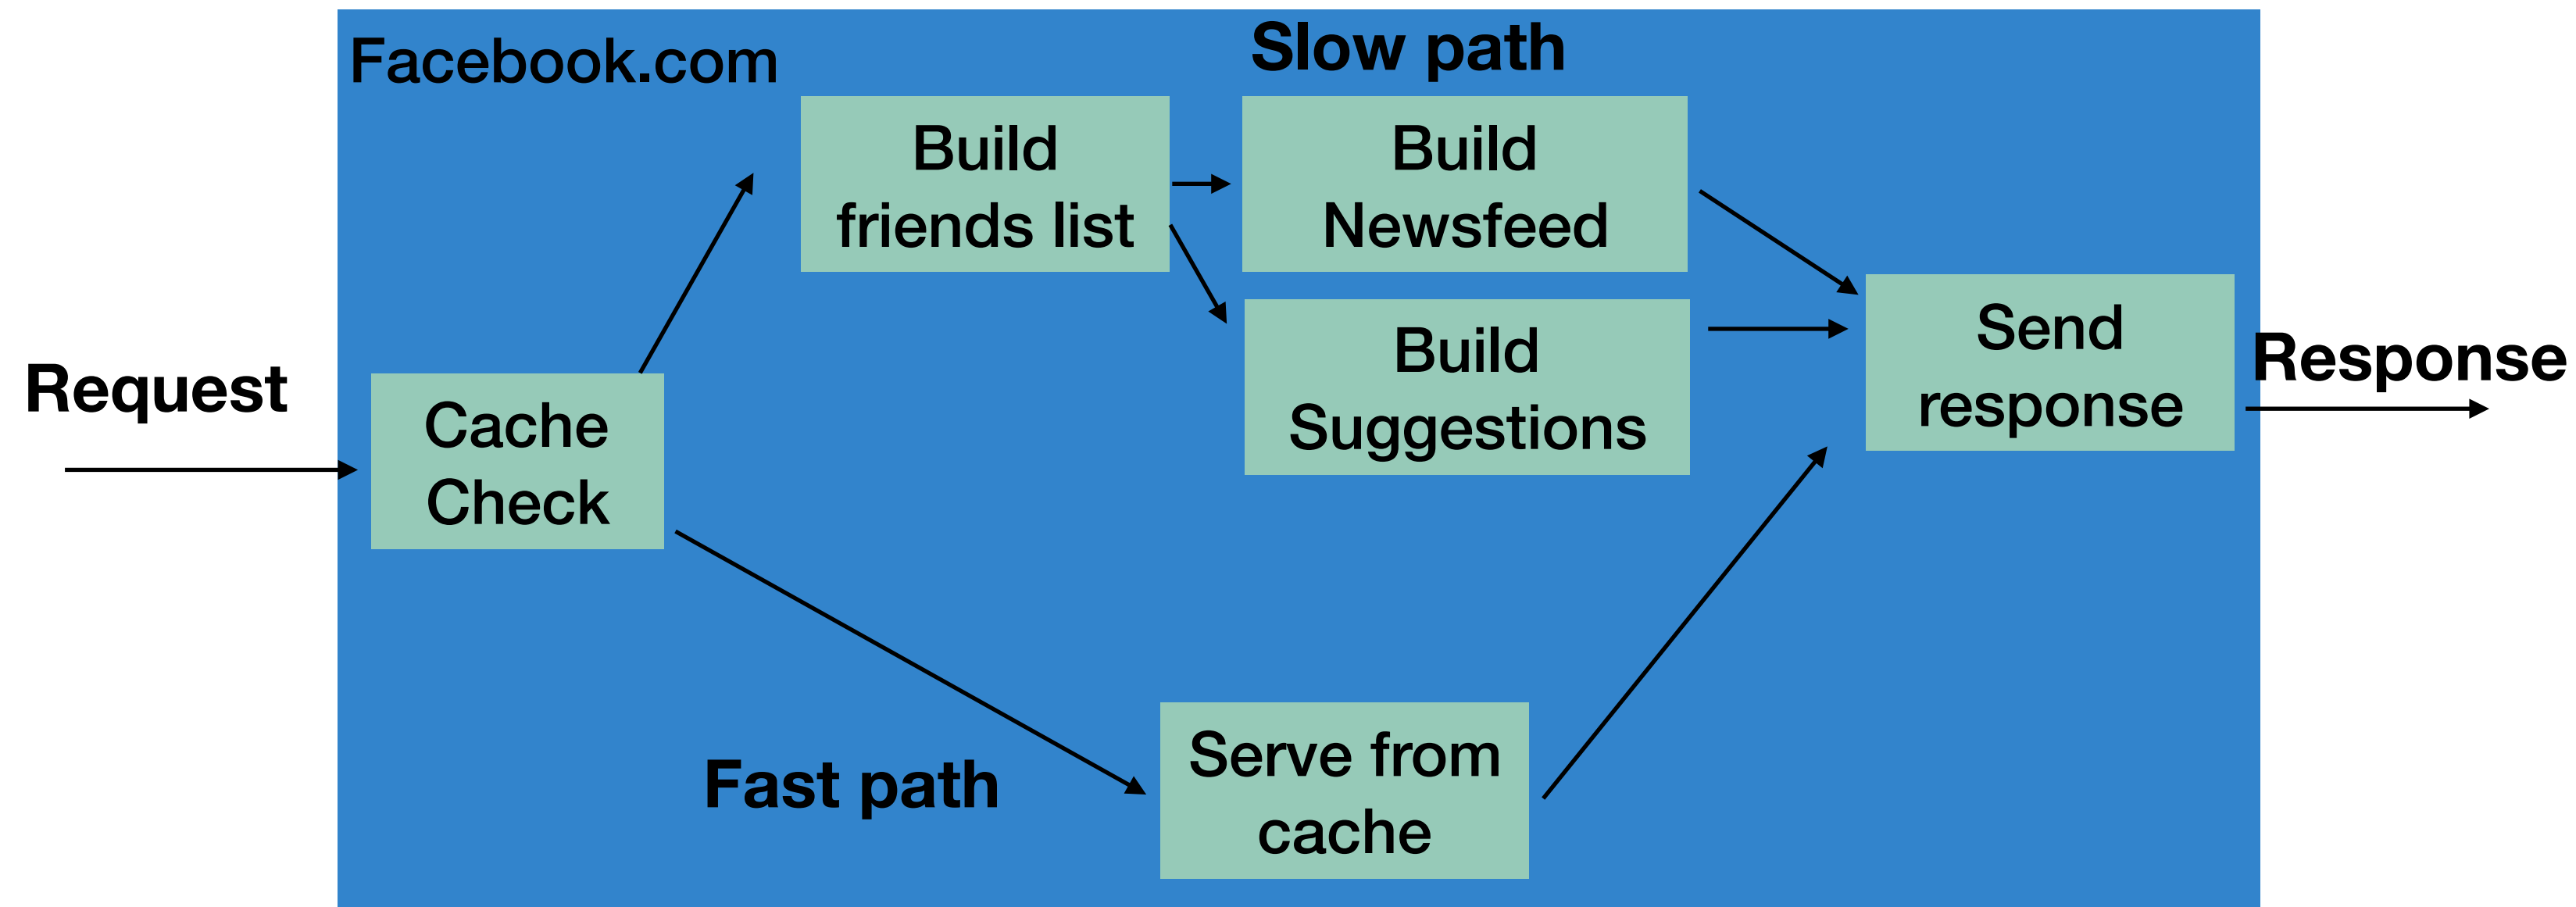 Facebook.com
Slow path
Build
friends list
Build
Newsfeed
Build
Suggestions
Send
response
Request
Response
Cache
Check
Fast path
Serve from
cache